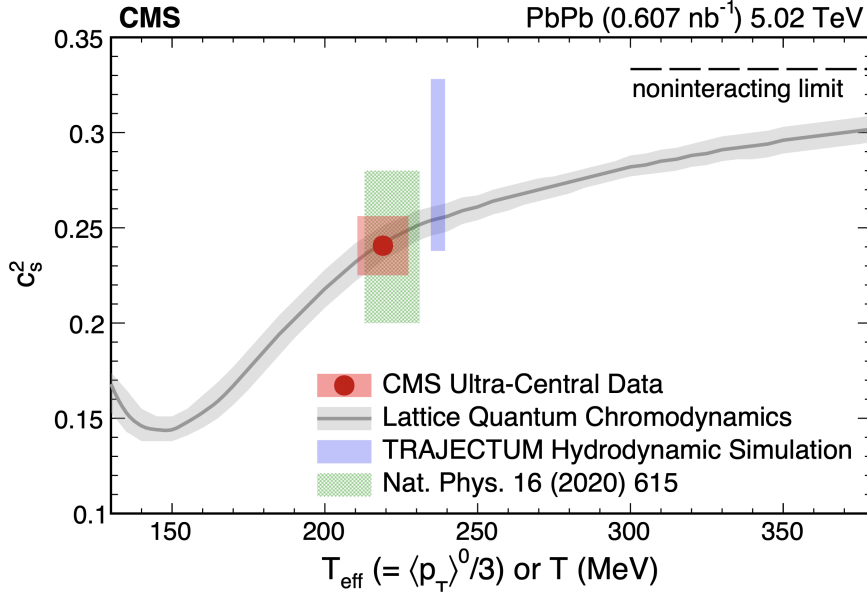 CMS PbPb (0.607 nb⁻¹) 5.02 TeV
0.35
noninteracting limit
0.3
0.25
c²ₛ
0.2
CMS Ultra-Central Data
0.15
Lattice Quantum Chromodynamics
TRAJECTUM Hydrodynamic Simulation
Nat. Phys. 16 (2020) 615
0.1
150 200 250 300 350
T_eff (= ⟨p_T⟩⁰/3) or T (MeV)